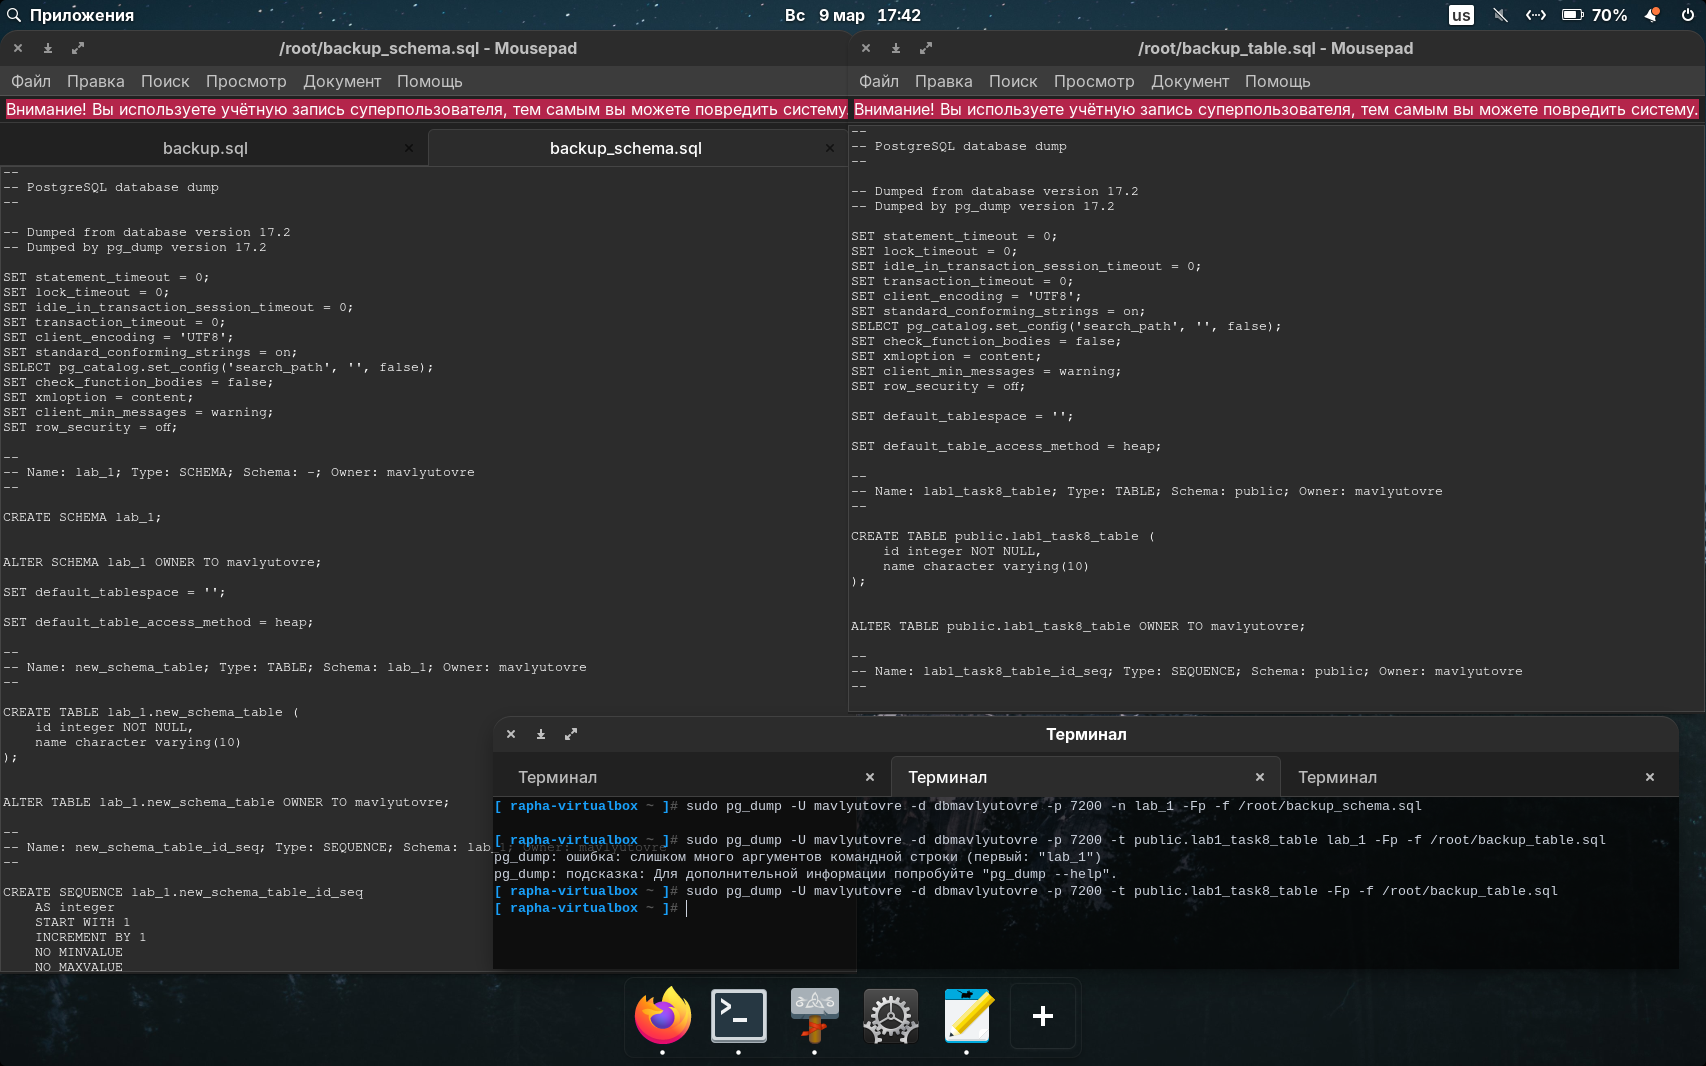 Приложения
Вс 9 мар 17:42
us
70%
/root/backup_schema.sql - Mousepad
Файл Правка Поиск Просмотр Документ Помощь
Внимание! Вы используете учётную запись суперпользователя, тем самым вы можете повредить систему.
backup.sql
backup_schema.sql
--
-- PostgreSQL database dump
--
-- Dumped from database version 17.2
-- Dumped by pg_dump version 17.2
SET statement_timeout = 0;
SET lock_timeout = 0;
SET idle_in_transaction_session_timeout = 0;
SET transaction_timeout = 0;
SET client_encoding = 'UTF8';
SET standard_conforming_strings = on;
SELECT pg_catalog.set_config('search_path', '', false);
SET check_function_bodies = false;
SET xmloption = content;
SET client_min_messages = warning;
SET row_security = off;
--
-- Name: lab_1; Type: SCHEMA; Schema: -; Owner: mavlyutovre
--
CREATE SCHEMA lab_1;
ALTER SCHEMA lab_1 OWNER TO mavlyutovre;
SET default_tablespace = '';
SET default_table_access_method = heap;
--
-- Name: new_schema_table; Type: TABLE; Schema: lab_1; Owner: mavlyutovre
--
CREATE TABLE lab_1.new_schema_table (
    id integer NOT NULL,
    name character varying(10)
);
ALTER TABLE lab_1.new_schema_table OWNER TO mavlyutovre;
--
-- Name: new_schema_table_id_seq; Type: SEQUENCE; Schema: lab_1; Owner: mavlyutovre
--
CREATE SEQUENCE lab_1.new_schema_table_id_seq
    AS integer
    START WITH 1
    INCREMENT BY 1
    NO MINVALUE
    NO MAXVALUE
/root/backup_table.sql - Mousepad
Файл Правка Поиск Просмотр Документ Помощь
Внимание! Вы используете учётную запись суперпользователя, тем самым вы можете повредить систему.
--
-- PostgreSQL database dump
--
-- Dumped from database version 17.2
-- Dumped by pg_dump version 17.2
SET statement_timeout = 0;
SET lock_timeout = 0;
SET idle_in_transaction_session_timeout = 0;
SET transaction_timeout = 0;
SET client_encoding = 'UTF8';
SET standard_conforming_strings = on;
SELECT pg_catalog.set_config('search_path', '', false);
SET check_function_bodies = false;
SET xmloption = content;
SET client_min_messages = warning;
SET row_security = off;
SET default_tablespace = '';
SET default_table_access_method = heap;
--
-- Name: lab1_task8_table; Type: TABLE; Schema: public; Owner: mavlyutovre
--
CREATE TABLE public.lab1_task8_table (
    id integer NOT NULL,
    name character varying(10)
);
ALTER TABLE public.lab1_task8_table OWNER TO mavlyutovre;
--
-- Name: lab1_task8_table_id_seq; Type: SEQUENCE; Schema: public; Owner: mavlyutovre
--
Терминал
Терминал
Терминал
Терминал
[ rapha-virtualbox ~ ]# sudo pg_dump -U mavlyutovre -d dbmavlyutovre -p 7200 -n lab_1 -Fp -f /root/backup_schema.sql
[ rapha-virtualbox ~ ]# sudo pg_dump -U mavlyutovre -d dbmavlyutovre -p 7200 -t public.lab1_task8_table lab_1 -Fp -f /root/backup_table.sql
pg_dump: ошибка: слишком много аргументов командной строки (первый: "lab_1")
pg_dump: подсказка: Для дополнительной информации попробуйте "pg_dump --help".
[ rapha-virtualbox ~ ]# sudo pg_dump -U mavlyutovre -d dbmavlyutovre -p 7200 -t public.lab1_task8_table -Fp -f /root/backup_table.sql
[ rapha-virtualbox ~ ]#